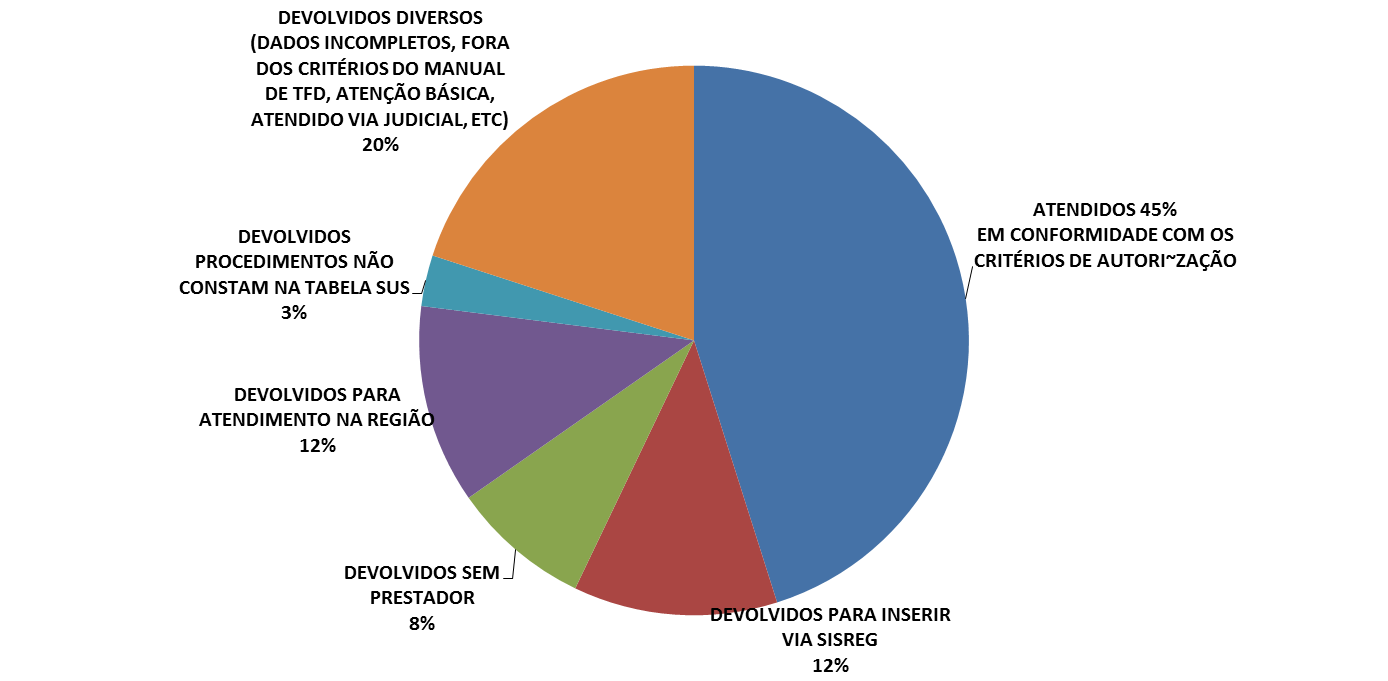 DEVOLVIDOS DIVERSOS
(DADOS INCOMPLETOS, FORA
DOS CRITÉRIOS DO MANUAL
DE TFD, ATENÇÃO BÁSICA,
ATENDIDO VIA JUDICIAL, ETC)
20%
ATENDIDOS 45%
EM CONFORMIDADE COM OS
CRITÉRIOS DE AUTORI~ZAÇÃO
DEVOLVIDOS
PROCEDIMENTOS NÃO
CONSTAM NA TABELA SUS
3%
DEVOLVIDOS PARA
ATENDIMENTO NA REGIÃO
12%
DEVOLVIDOS SEM
PRESTADOR
8%
DEVOLVIDOS PARA INSERIR
VIA SISREG
12%